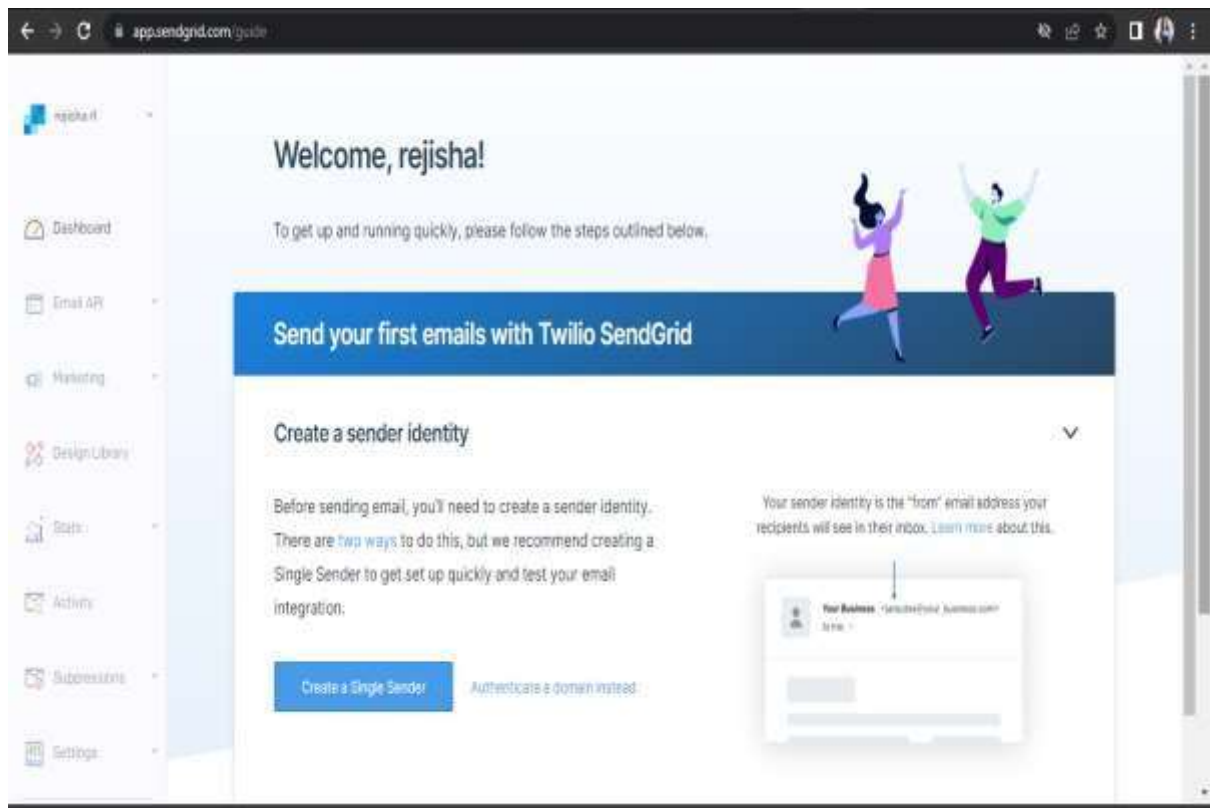 app.sendgrid.com/guide
Welcome, rejisha!
To get up and running quickly, please follow the steps outlined below.
Dashboard
Email API
Marketing
Design Library
Stats
Activity
Suppressions
Settings
Send your first emails with Twilio SendGrid
Create a sender identity
Before sending email, you'll need to create a sender identity.
There are two ways to do this, but we recommend creating a
Single Sender to get set up quickly and test your email
integration.
Create a Single Sender
Authenticate a domain instead
Your sender identity is the "from" email address your
recipients will see in their inbox. Learn more about this.
Your Business
to me